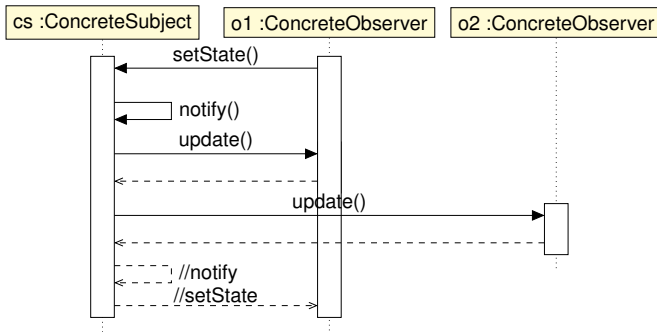 cs :ConcreteSubject
o1 :ConcreteObserver
o2 :ConcreteObserver
setState()
notify()
update()
update()
//notify
//setState